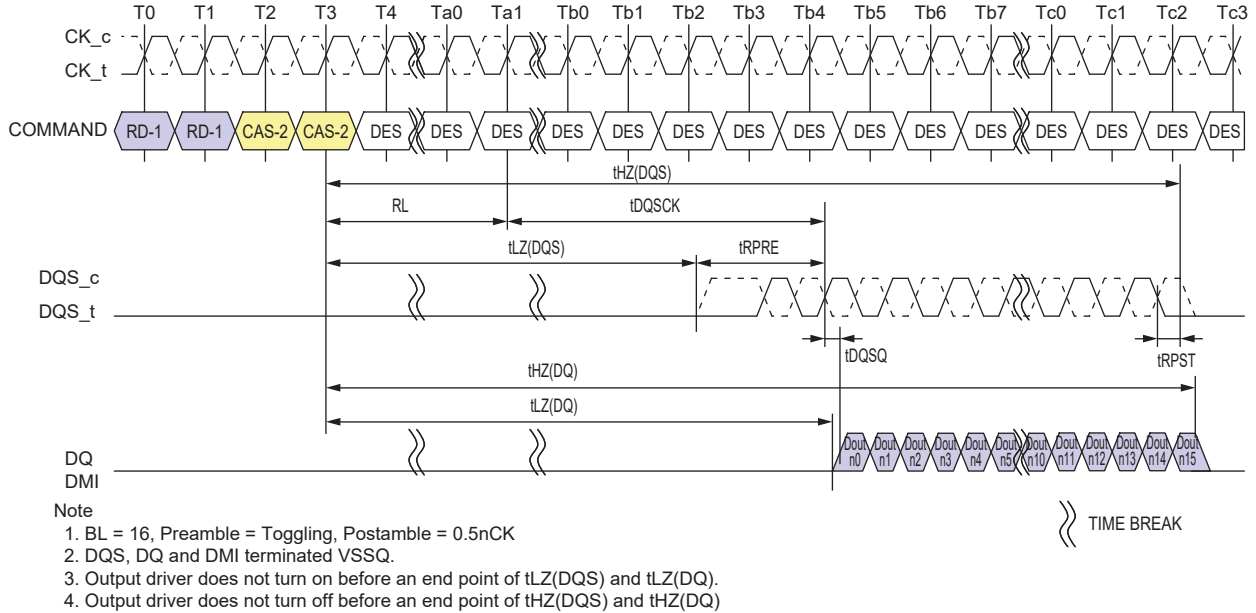 T0 T1 T2 T3 T4 Ta0 Ta1 Tb0 Tb1 Tb2 Tb3 Tb4 Tb5 Tb6 Tb7 Tc0 Tc1 Tc2 Tc3
CK_c
CK_t
COMMAND RD-1 RD-1 CAS-2 CAS-2 DES DES DES DES DES DES DES DES DES DES DES DES DES DES DES
tHZ(DQS)
RL tDQSCK
tLZ(DQS) tRPRE
DQS_c
DQS_t
tDQSQ tRPST
tHZ(DQ)
tLZ(DQ)
DQ Dout Dout Dout Dout Dout Dout Dout Dout Dout Dout Dout Dout
n0 n1 n2 n3 n4 n5 n10 n11 n12 n13 n14 n15
DMI
Note
1. BL = 16, Preamble = Toggling, Postamble = 0.5nCK
TIME BREAK
2. DQS, DQ and DMI terminated VSSQ.
3. Output driver does not turn on before an end point of tLZ(DQS) and tLZ(DQ).
4. Output driver does not turn off before an end point of tHZ(DQS) and tHZ(DQ)